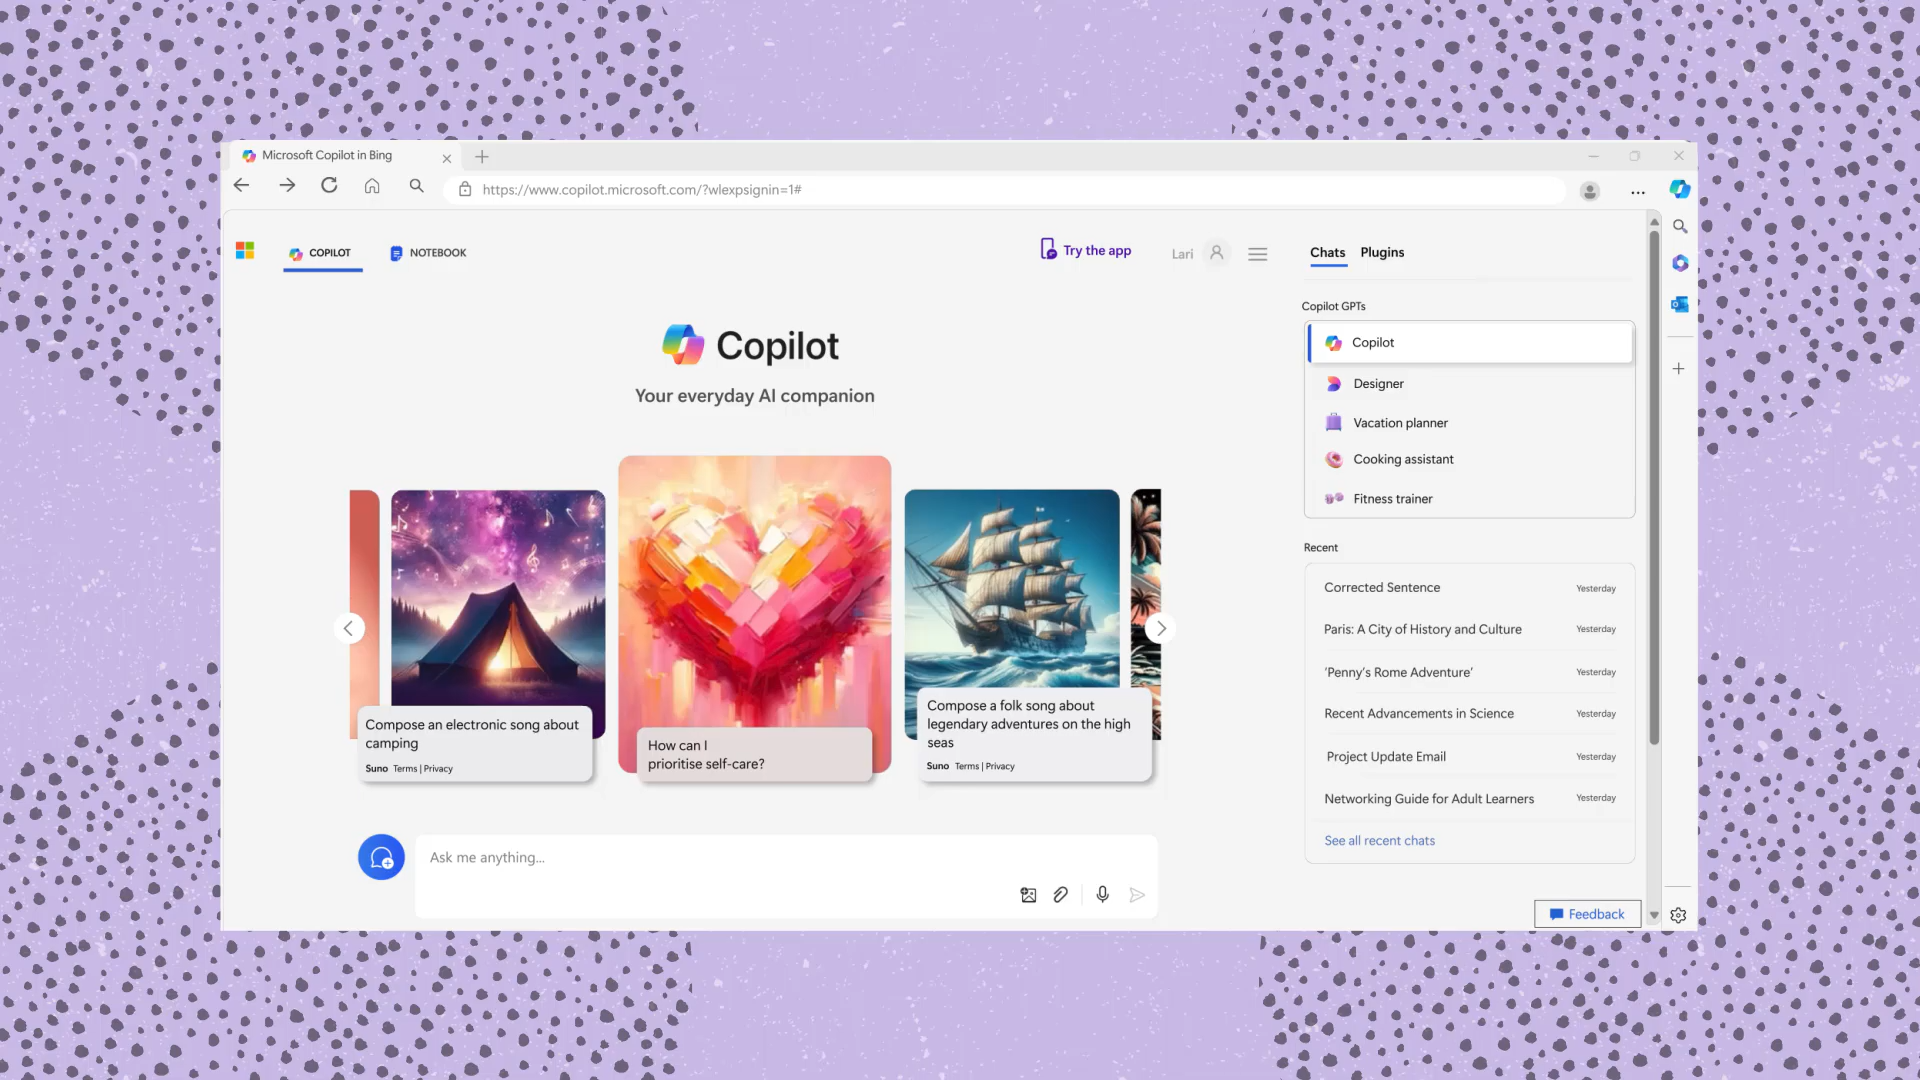 Microsoft Copilot in Bing
https://www.copilot.microsoft.com/?wlexpsignin=1#
COPILOT
NOTEBOOK
Try the app
Lari
Chats
Plugins
Copilot
Your everyday AI companion
Compose an electronic song about
camping
Suno Terms | Privacy
How can I
prioritise self-care?
Compose a folk song about
legendary adventures on the high
seas
Suno Terms | Privacy
Ask me anything...
Copilot GPTs
Copilot
Designer
Vacation planner
Cooking assistant
Fitness trainer
Recent
Corrected Sentence Yesterday
Paris: A City of History and Culture Yesterday
‘Penny’s Rome Adventure’ Yesterday
Recent Advancements in Science Yesterday
Project Update Email Yesterday
Networking Guide for Adult Learners Yesterday
See all recent chats
Feedback